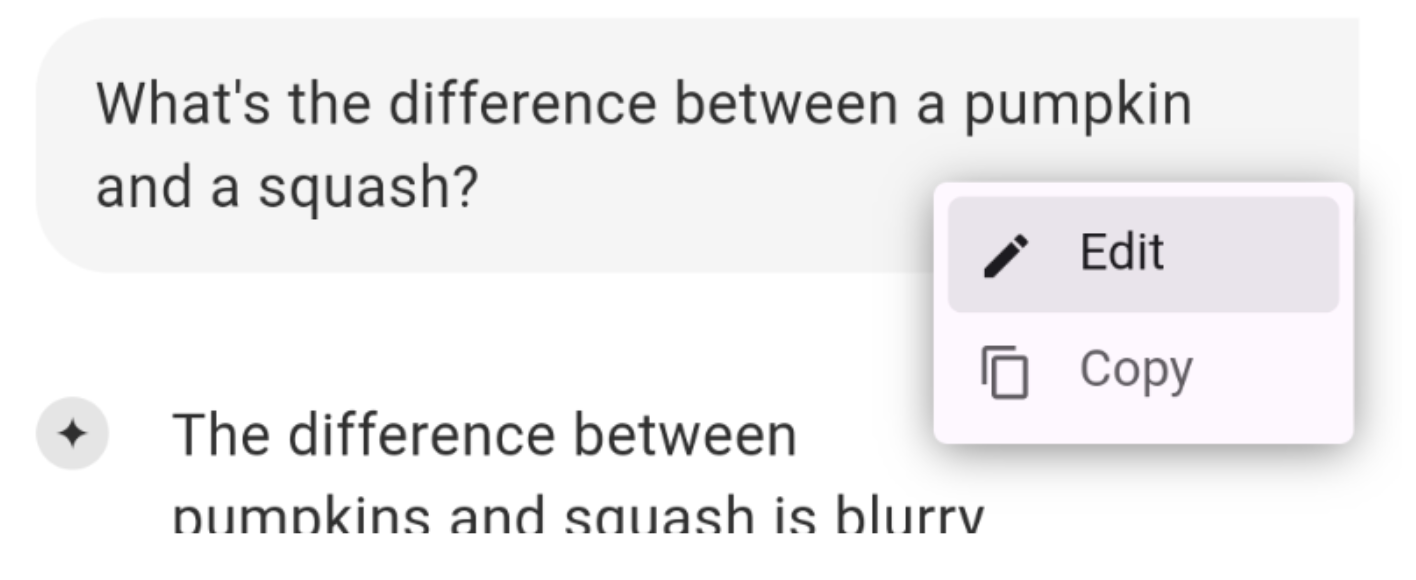 What's the difference between a pumpkin
and a squash?
Edit
Copy
The difference between
pumpkins and squash is blurry